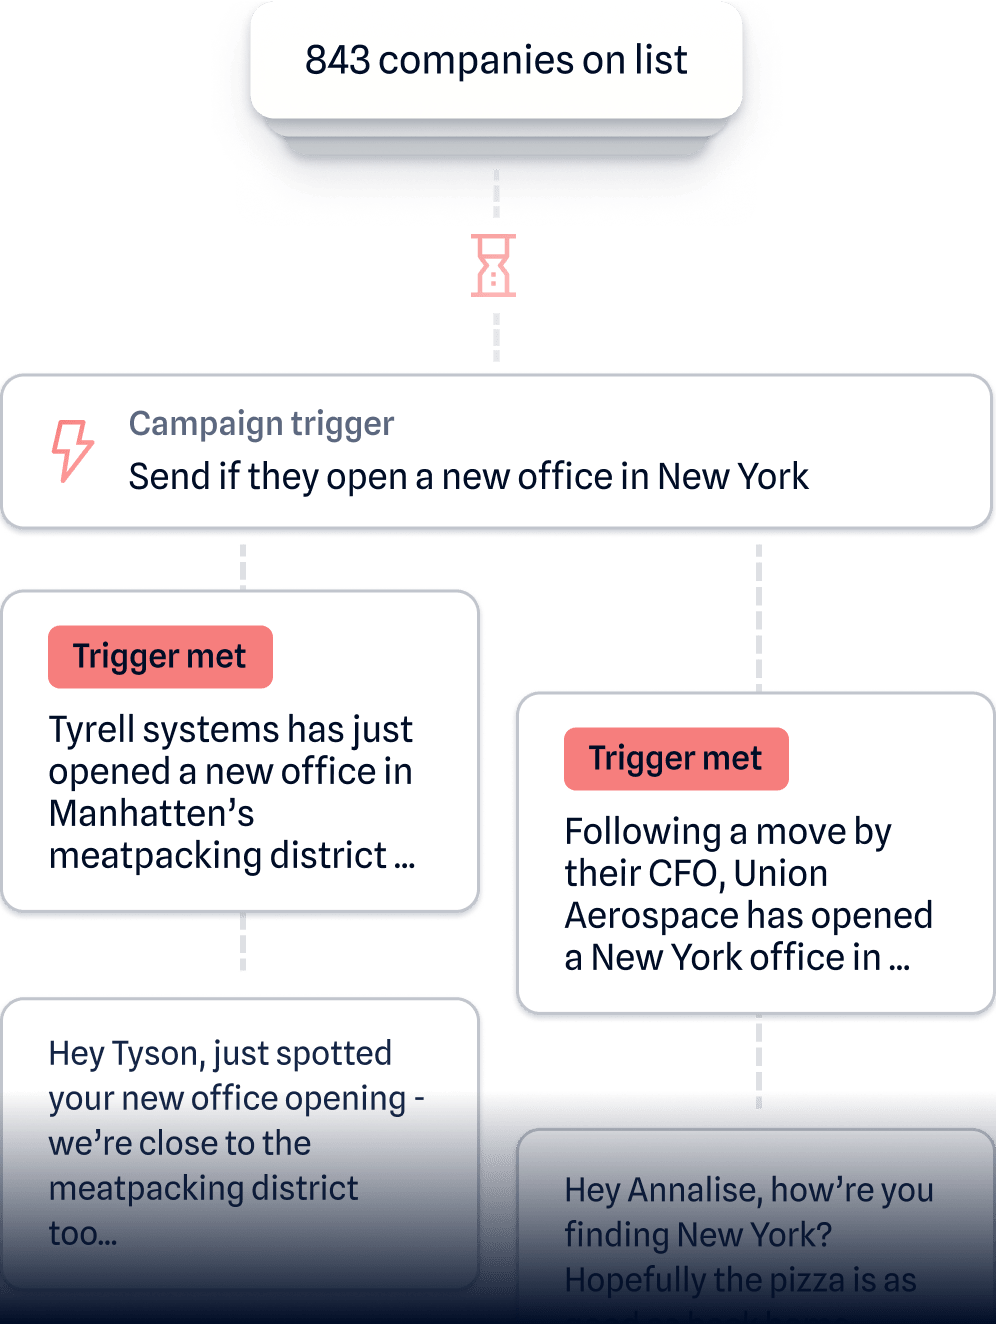 843 companies on list
Campaign trigger
Send if they open a new office in New York
Trigger met
Tyrell systems has just
opened a new office in
Manhatten’s
meatpacking district ...
Trigger met
Following a move by
their CFO, Union
Aerospace has opened
a New York office in ...
Hey Tyson, just spotted
your new office opening -
we’re close to the
meatpacking district
too...
Hey Annalise, how’re you
finding New York?
Hopefully the pizza is as